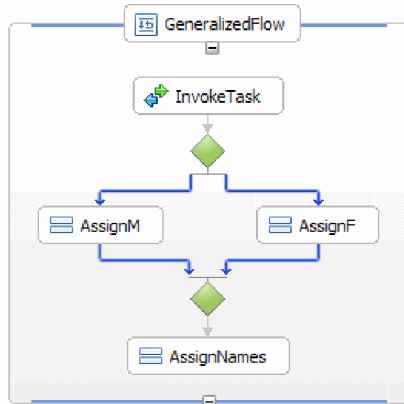 GeneralizedFlow
InvokeTask
AssignM
AssignF
AssignNames